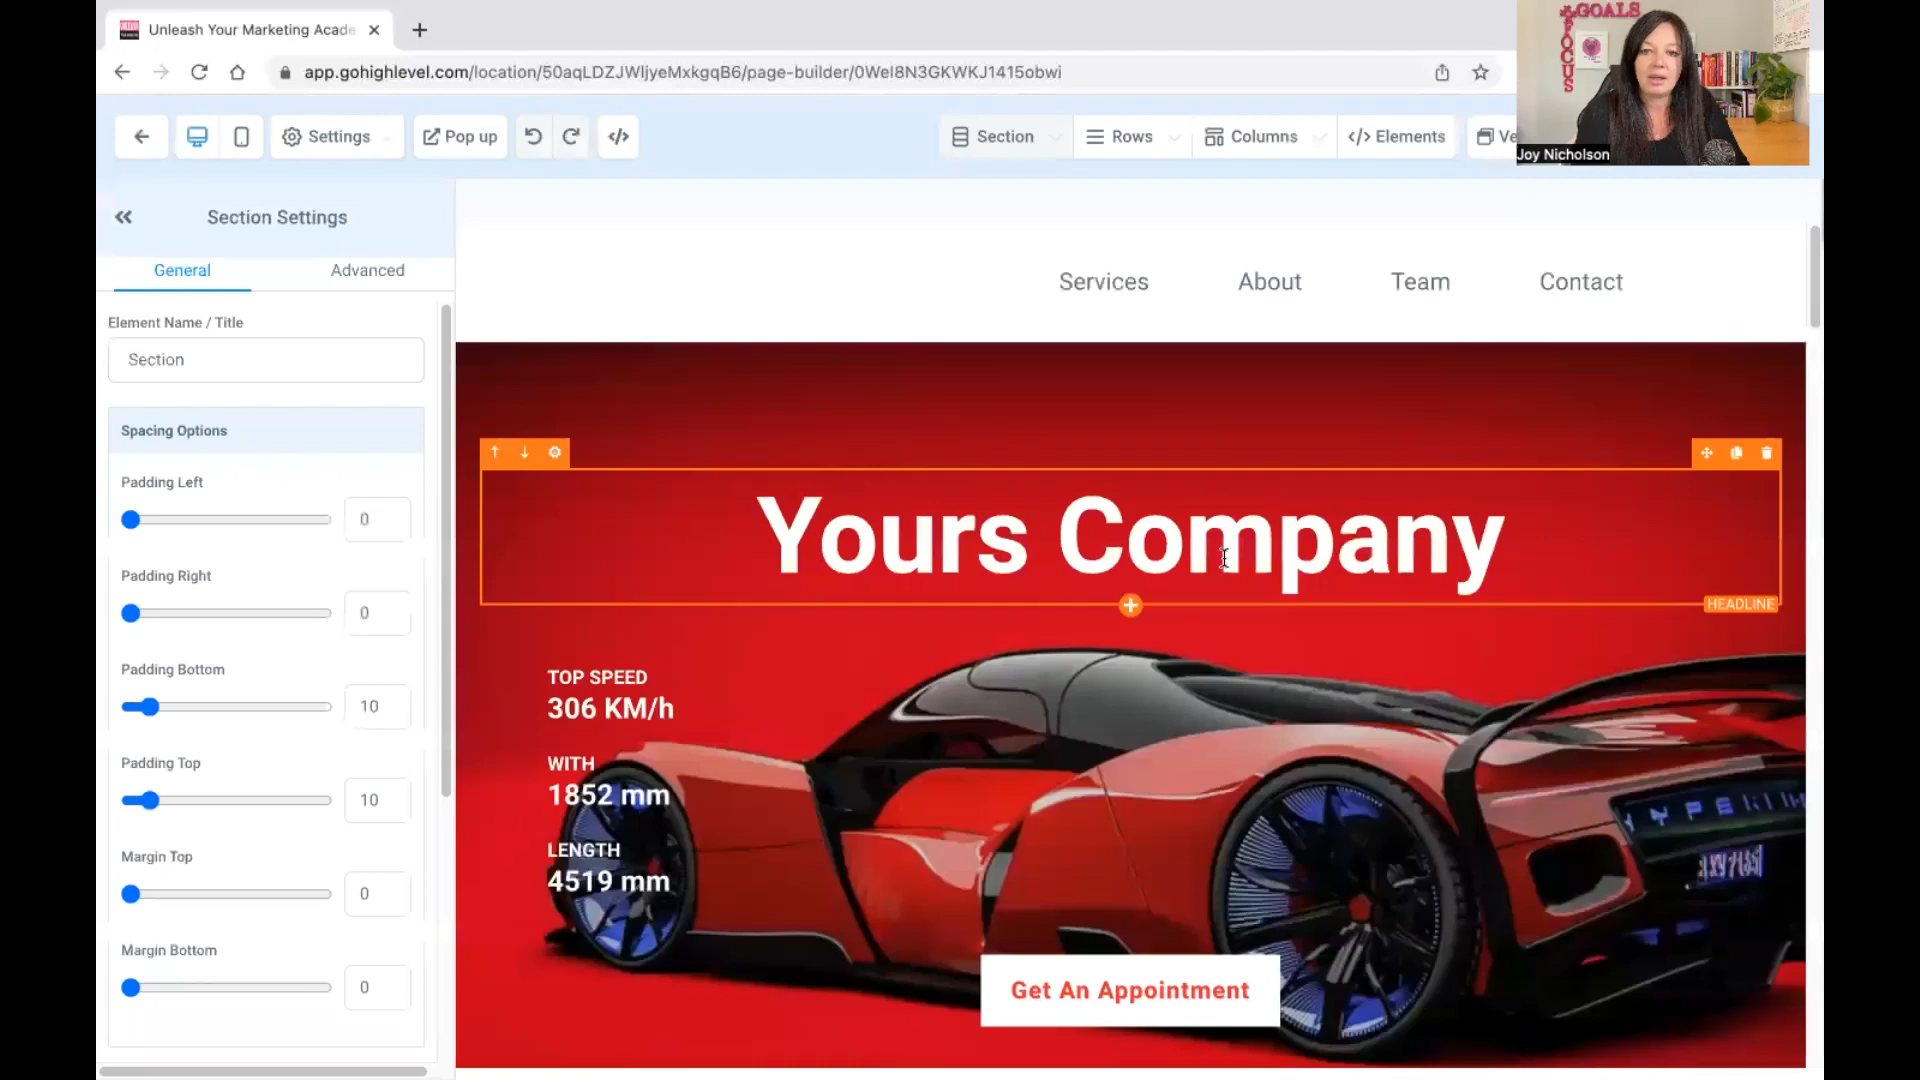 Unleash Your Marketing Acade
app.gohighlevel.com/location/50aqLDZJWljyeMxkgqB6/page-builder/0Wel8N3GKWKJ1415obwi
GOALS
FOCUS
Joy Nicholson
Settings
Pop up
Section
Rows
Columns
</> Elements
Ve
Section Settings
General
Advanced
Element Name / Title
Section
Spacing Options
Padding Left
0
Padding Right
0
Padding Bottom
10
Padding Top
10
Margin Top
0
Margin Bottom
0
Services
About
Team
Contact
Yours Company
HEADLINE
TOP SPEED
306 KM/h
WITH
1852 mm
LENGTH
4519 mm
Get An Appointment